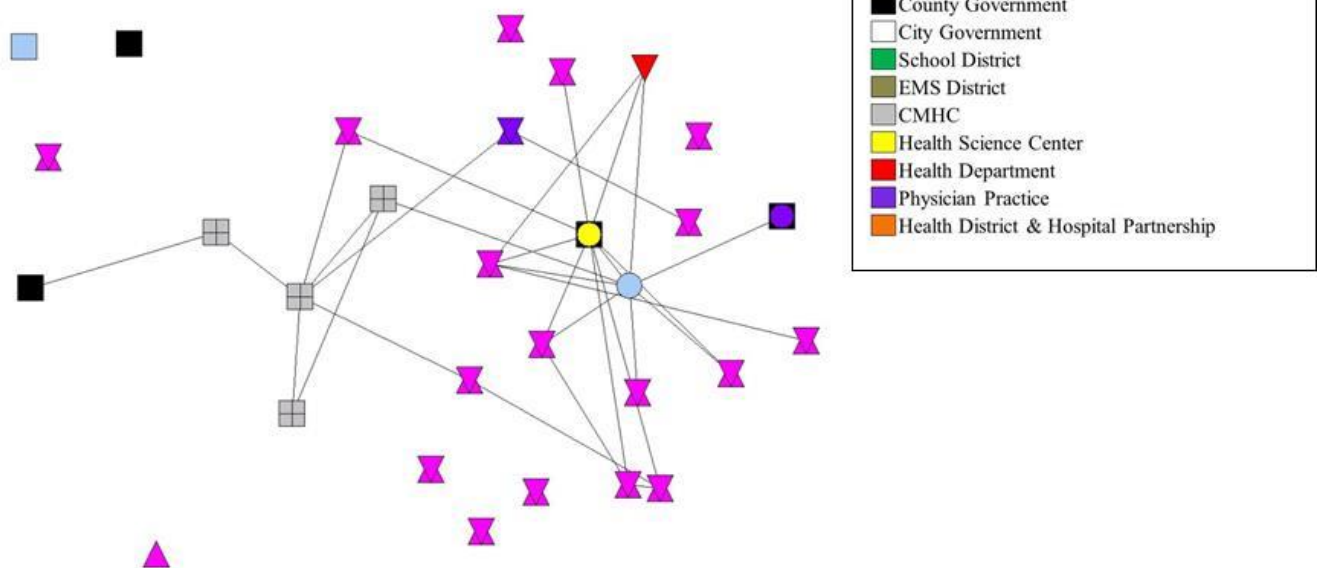 County Government
City Government
School District
EMS District
CMHC
Health Science Center
Health Department
Physician Practice
Health District & Hospital Partnership